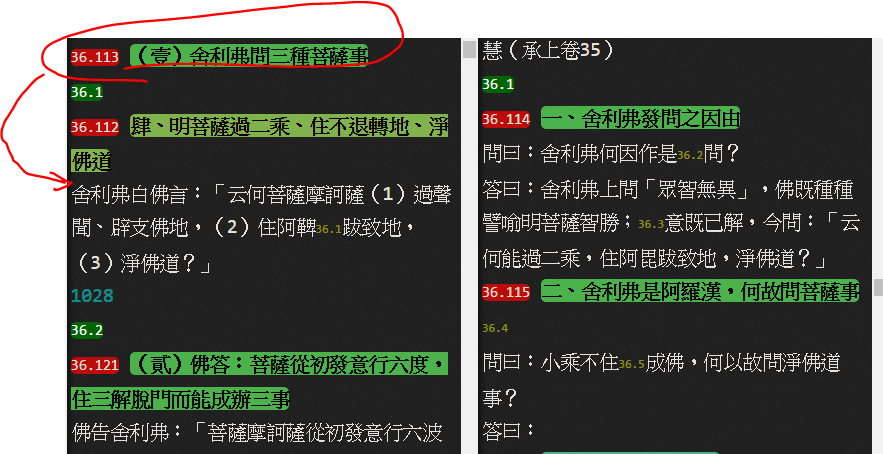 36.113 （壹）舍利弗問三種菩薩事
36.1
36.112 肆、明菩薩過二乘、住不退轉地、淨
佛道
舍利弗白佛言：「云何菩薩摩訶薩（1）過聲
聞、辟支佛地，（2）住阿鞞36.1跋致地，
（3）淨佛道？」
1028
36.2
36.121 （貳）佛答：菩薩從初發意行六度，
住三解脫門而能成辦三事
佛告舍利弗：「菩薩摩訶薩從初發意行六波
慧（承上卷35）
36.1
36.114 一、舍利弗發問之因由
問曰：舍利弗何因作是36.2問？
答曰：舍利弗上問「眾智無異」，佛既種種
譬喻明菩薩智勝；36.3意既已解，今問：「云
何能過二乘，住阿毘跋致地，淨佛道？」
36.115 二、舍利弗是阿羅漢，何故問菩薩事
36.4
問曰：小乘不住36.5成佛，何以故問淨佛道
事？
答曰：